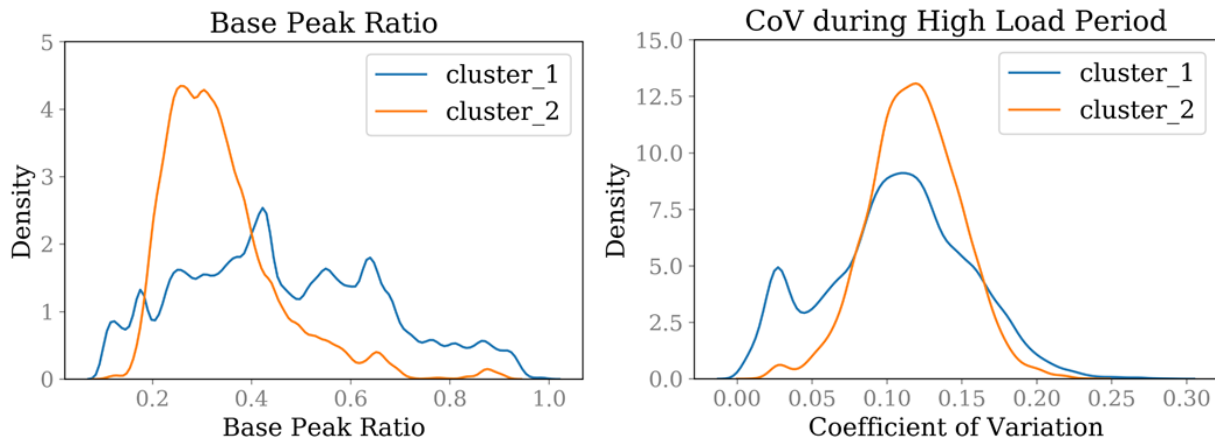 Base Peak Ratio
5
4
3
2
1
0
Density
cluster_1
cluster_2
0.2
0.4
0.6
0.8
1.0
Base Peak Ratio
CoV during High Load Period
15.0
12.5
10.0
7.5
5.0
2.5
0.0
Density
cluster_1
cluster_2
0.00
0.05
0.10
0.15
0.20
0.25
0.30
Coefficient of Variation